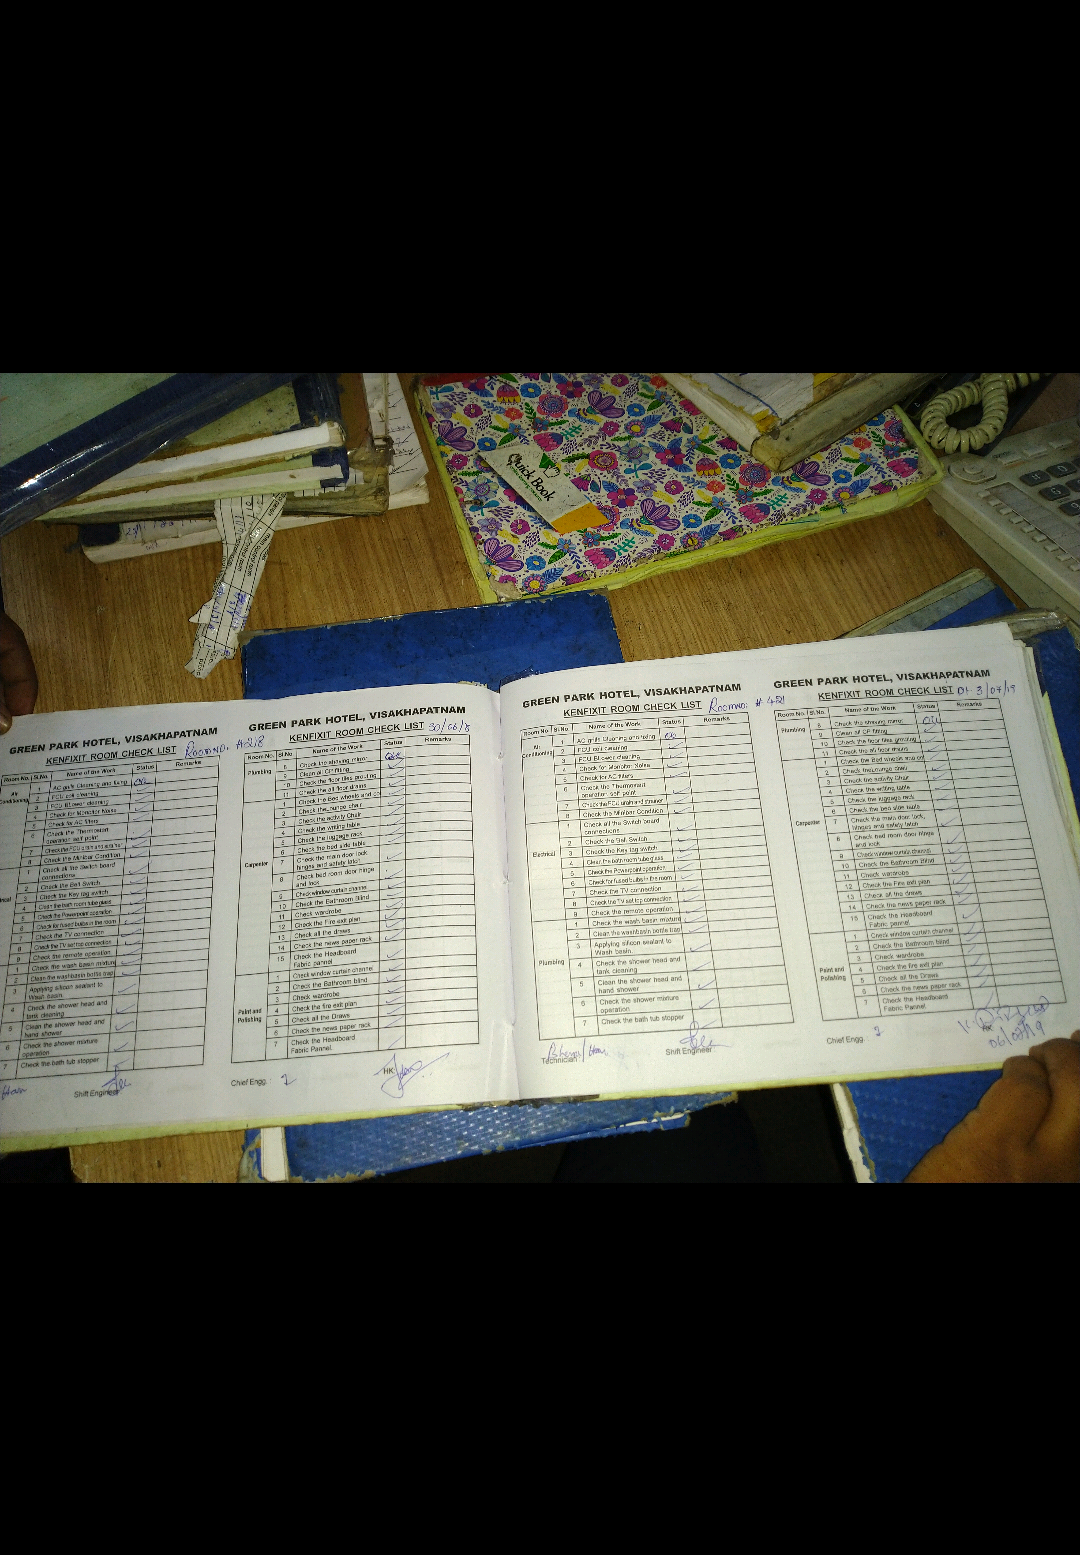 Quick Book
GREEN PARK HOTEL, VISAKHAPATNAM
KENFIXIT ROOM CHECK LIST Room no. #218
Room No. Sl.No. Name of the Work Status Remarks
Air Conditioning
1 AC grills Cleaning and fixing
2 FCU coil cleaning
3 FCU Blower cleaning
4 Check for Monotor Noise
5 Check for AC filters
6 Check the Thermostart
operation self point
7 Check the FCU drain and strainer
8 Check the Minibar Condition
1 Check all the Switch board
connections
2 Check the Bell Switch
3 Check the Key tag switch
4 Clean the bath room tube glass
5 Check the Powerpoint operation
6 Check for fused bulbs in the room
7 Check the TV connection
8 Check the TV set top connection
9 Check the remote operation
1 Check the wash basin mixture
2 Clean the washbasin bottle trap
3 Applying silicon sealant to
Wash basin.
4 Check the shower head and
tank cleaning
5 Clean the shower head and
hand shower
6 Check the shower mixture
operation
7 Check the bath tub stopper
Shift Engineer
GREEN PARK HOTEL, VISAKHAPATNAM
KENFIXIT ROOM CHECK LIST
Room No. Sl.No. Name of the Work Status Remarks
Plumbing
8 Check the shaving mirror
9 Clean all CP fitting
10 Check the floor tiles grouting
11 Check the all floor drains
Carpenter
1 Check the Bed wheels and cot
2 Check the Lounge chair
3 Check the activity Chair
4 Check the writing table
5 Check the luggage rack
6 Check the bed side table
7 Check the main door lock
hinges and safety latch
8 Check bed room door hinge
and lock
9 Check window curtain channel
10 Check the Bathroom Blind
11 Check wardrobe
12 Check the Fire exit plan
13 Check all the draws
14 Check the news paper rack
15 Check the Headboard
Fabric pannel
Paint and Polishing
1 Check window curtain channel
2 Check the Bathroom blind
3 Check wardrobe
4 Check the fire exit plan
5 Check all the Draws
6 Check the news paper rack
7 Check the Headboard
Fabric Pannel.
Chief Engg. : HK
GREEN PARK HOTEL, VISAKHAPATNAM
KENFIXIT ROOM CHECK LIST Room no: # 421
Room No. Sl.No. Name of the Work Status Remarks
Air Conditioning
1 AC grills Cleaning and fixing
2 FCU coil cleaning
3 FCU Blower cleaning
4 Check for Monotor Noise
5 Check for AC filters
6 Check the Thermostart
operation self point
7 Check the FCU drain and strainer
8 Check the Minibar Condition
Electrical
1 Check all the Switch board
connections
2 Check the Bell Switch
3 Check the Key tag switch
4 Clean the bath room tube glass
5 Check the Powerpoint operation
6 Check for fused bulbs in the room
7 Check the TV connection
8 Check the TV set top connection
9 Check the remote operation
Plumbing
1 Check the wash basin mixture
2 Clean the washbasin bottle trap
3 Applying silicon sealant to
Wash basin.
4 Check the shower head and
tank cleaning
5 Clean the shower head and
hand shower
6 Check the shower mixture
operation
7 Check the bath tub stopper
Technician Shift Engineer
GREEN PARK HOTEL, VISAKHAPATNAM
KENFIXIT ROOM CHECK LIST Dt 3/07/19
Room No. Sl.No. Name of the Work Status Remarks
Plumbing
8 Check the shaving mirror
9 Clean all CP fitting
10 Check the floor tiles grouting
11 Check the all floor drains
Carpenter
1 Check the Bed wheels and cot
2 Check the Lounge chair
3 Check the activity Chair
4 Check the writing table
5 Check the luggage rack
6 Check the bed side table
7 Check the main door lock,
hinges and safety latch
8 Check bed room door hinge
and lock
9 Check window curtain channel
10 Check the Bathroom Blind
11 Check wardrobe
12 Check the Fire exit plan
13 Check all the draws
14 Check the news paper rack
15 Check the Headboard
Fabric pannel
Paint and Polishing
1 Check window curtain channel
2 Check the Bathroom blind
3 Check wardrobe
4 Check the fire exit plan
5 Check all the Draws
6 Check the news paper rack
7 Check the Headboard
Fabric Pannel.
Chief Engg. HK